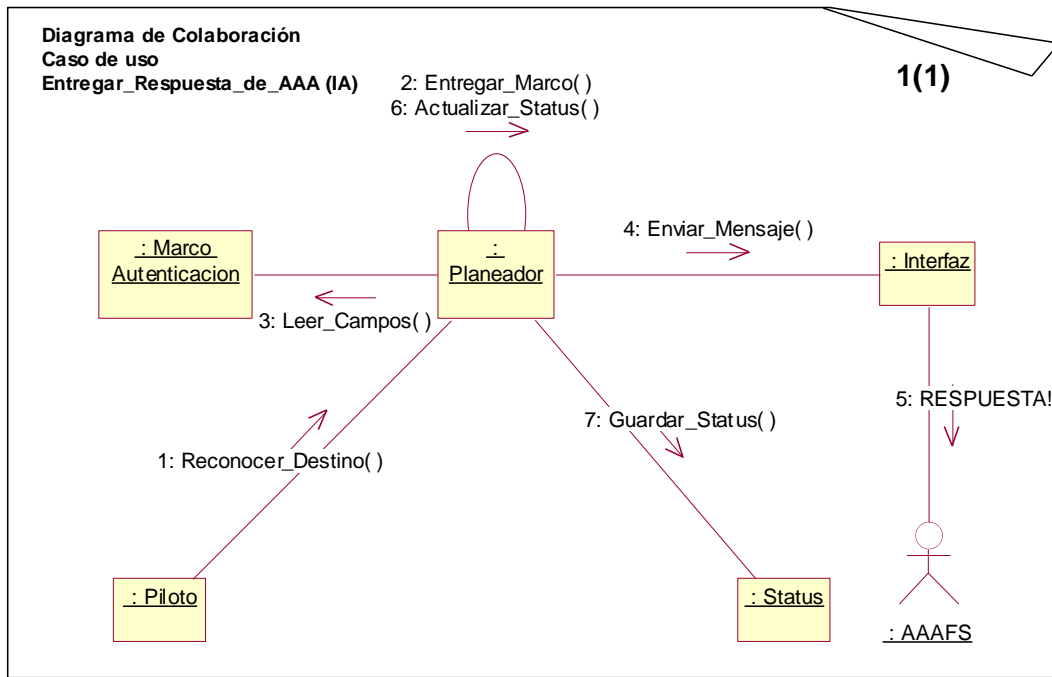 Diagrama de Colaboración
Caso de uso
Entregar_Respuesta_de_AAA (IA)
1(1)
2: Entregar_Marco( )
6: Actualizar_Status( )
: Marco
Autenticacion
:
Planeador
4: Enviar_Mensaje( )
: Interfaz
3: Leer_Campos( )
5: RESPUESTA!
7: Guardar_Status( )
1: Reconocer_Destino( )
: Piloto
: Status
: AAAFS